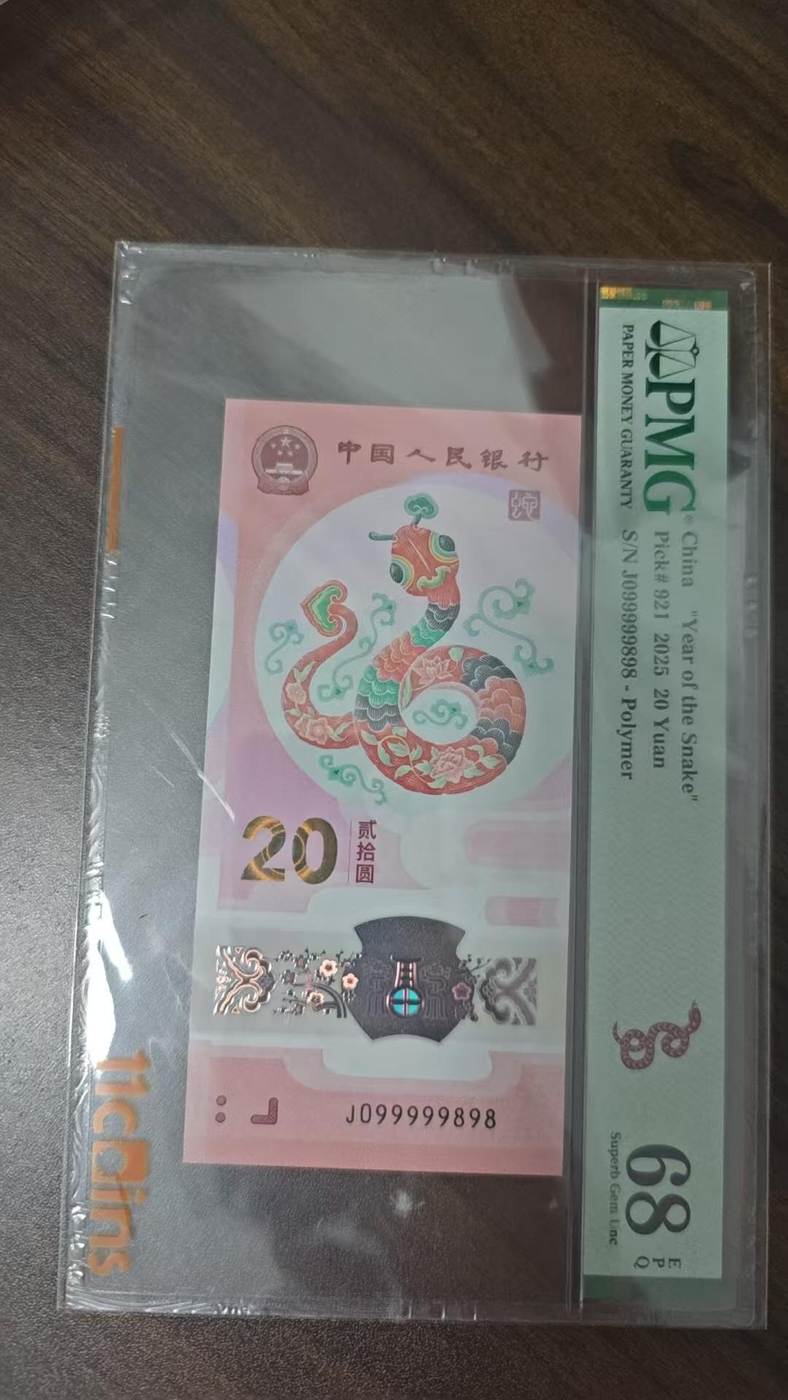 PMG
PAPER MONEY GUARANTY
China "Year of the Snake"
Pick# 921 2025 20 Yuan
S/N J099999898 - Polymer
68
EPQ
Superb Gem Unc
中国人民银行
20
贰拾圆
J099999898
11coins